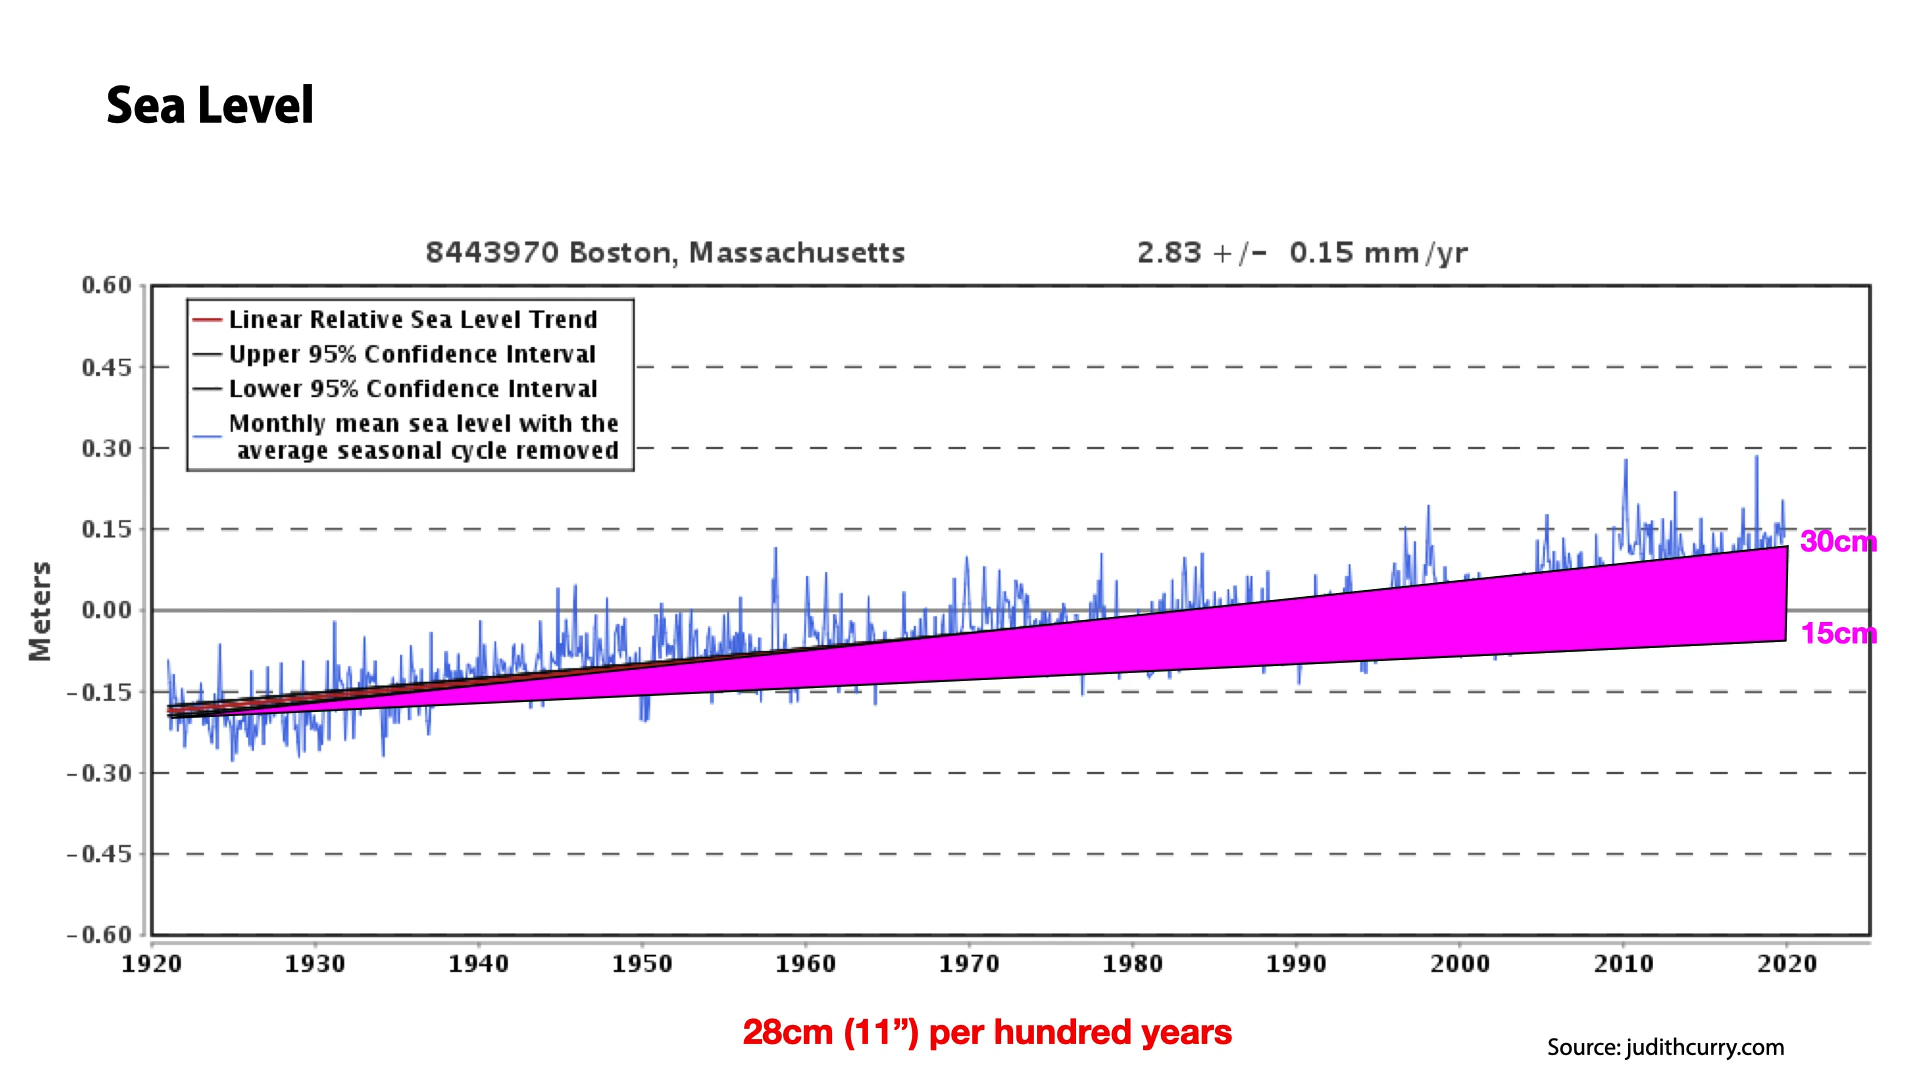 Sea Level
8443970 Boston, Massachusetts 2.83 +/- 0.15 mm/yr
0.60
0.45
0.30
0.15
0.00
-0.15
-0.30
-0.45
-0.60
Meters
Linear Relative Sea Level Trend
Upper 95% Confidence Interval
Lower 95% Confidence Interval
Monthly mean sea level with the
average seasonal cycle removed
30cm
15cm
1920 1930 1940 1950 1960 1970 1980 1990 2000 2010 2020
28cm (11”) per hundred years
Source: judithcurry.com